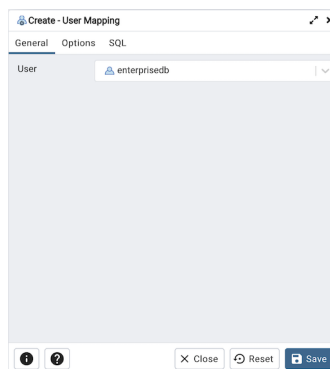 Create - User Mapping
General Options SQL
User enterprisedb
Close Reset Save